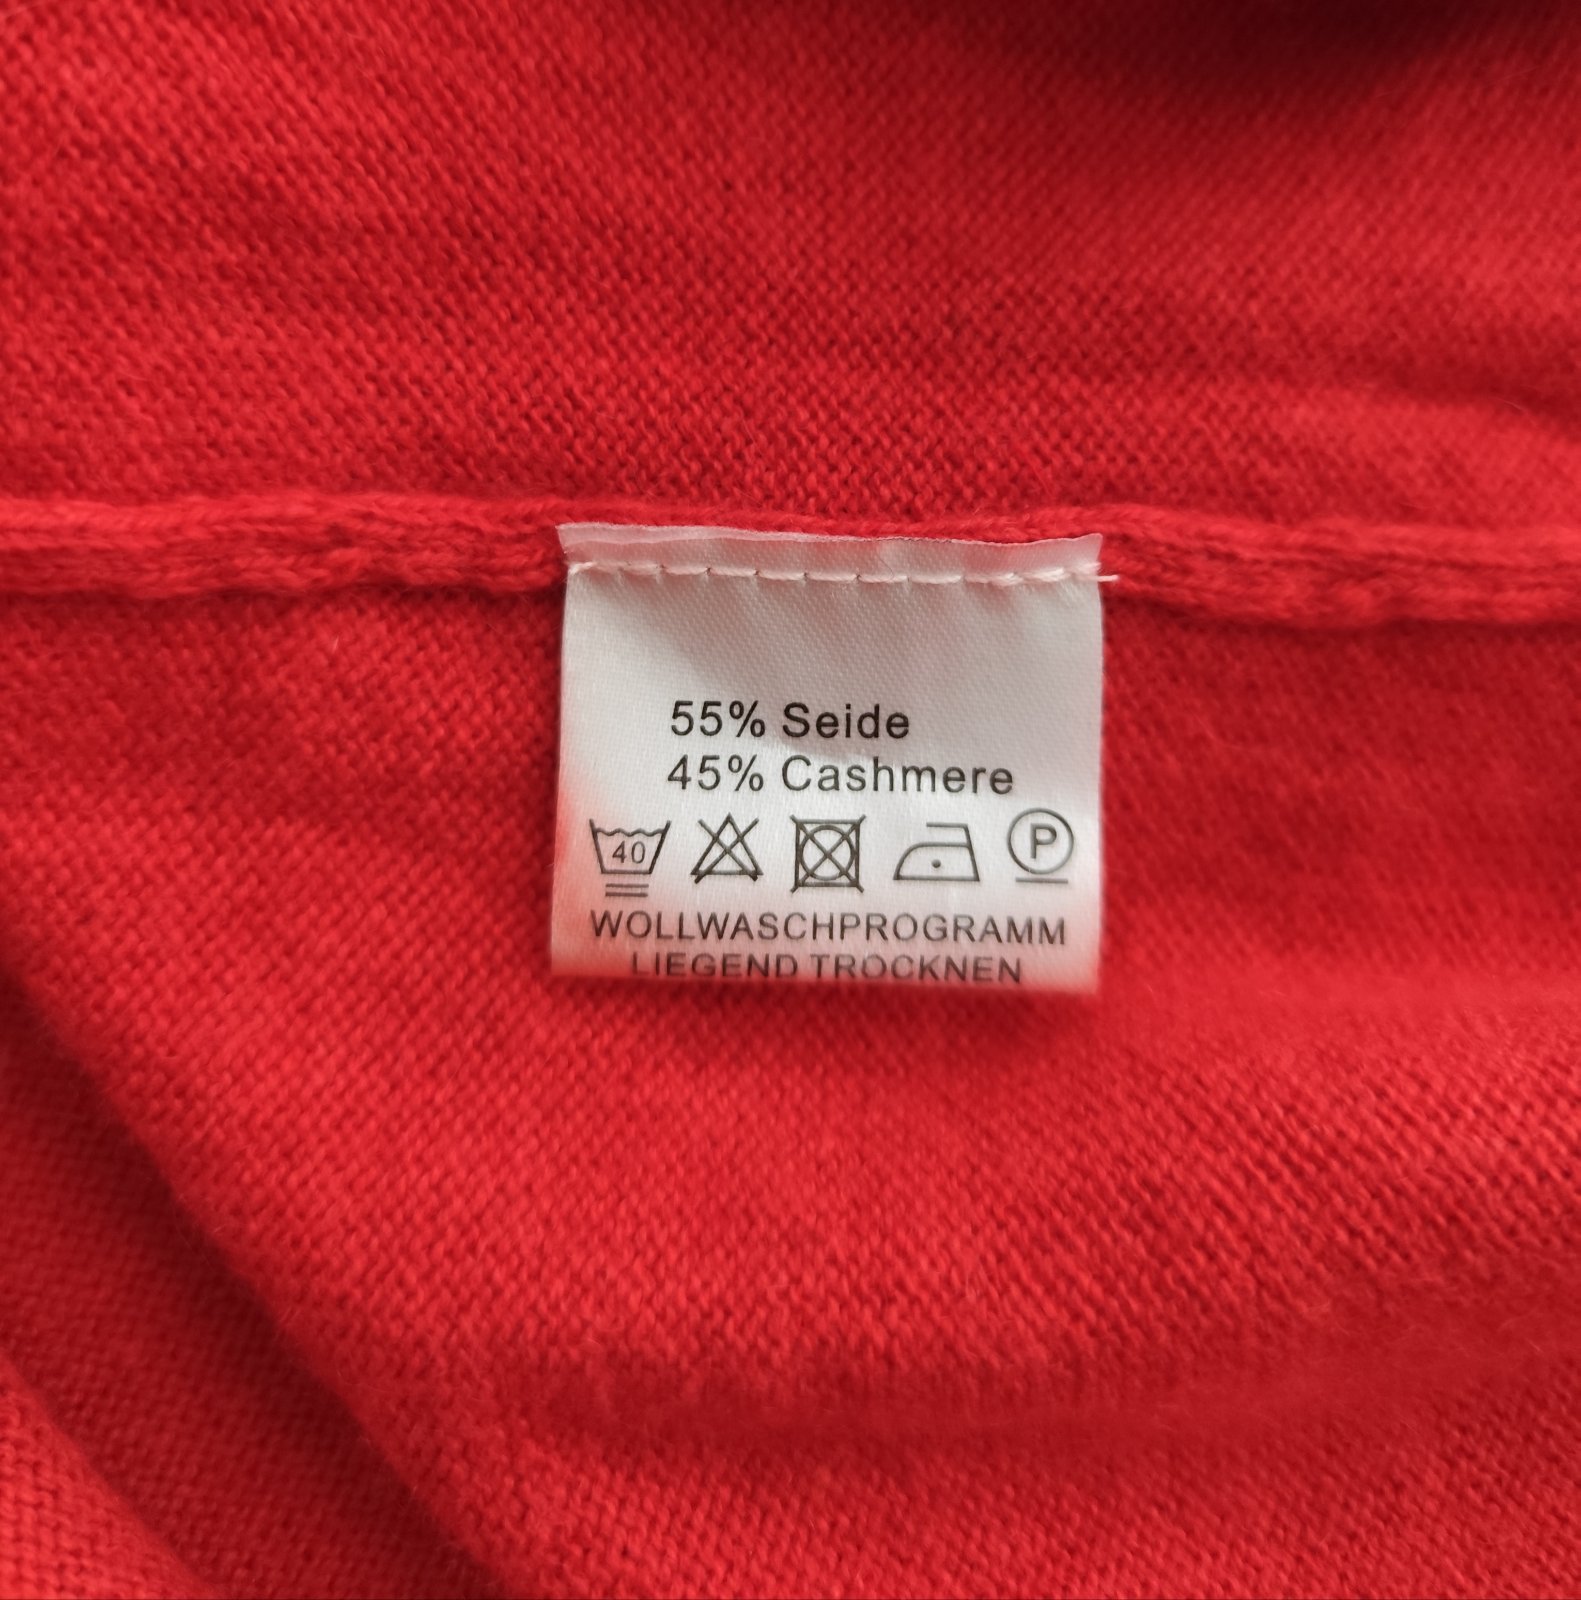 55% Seide
45% Cashmere
40 P
WOLLWASCHPROGRAMM
LIEGEND TROCKNEN